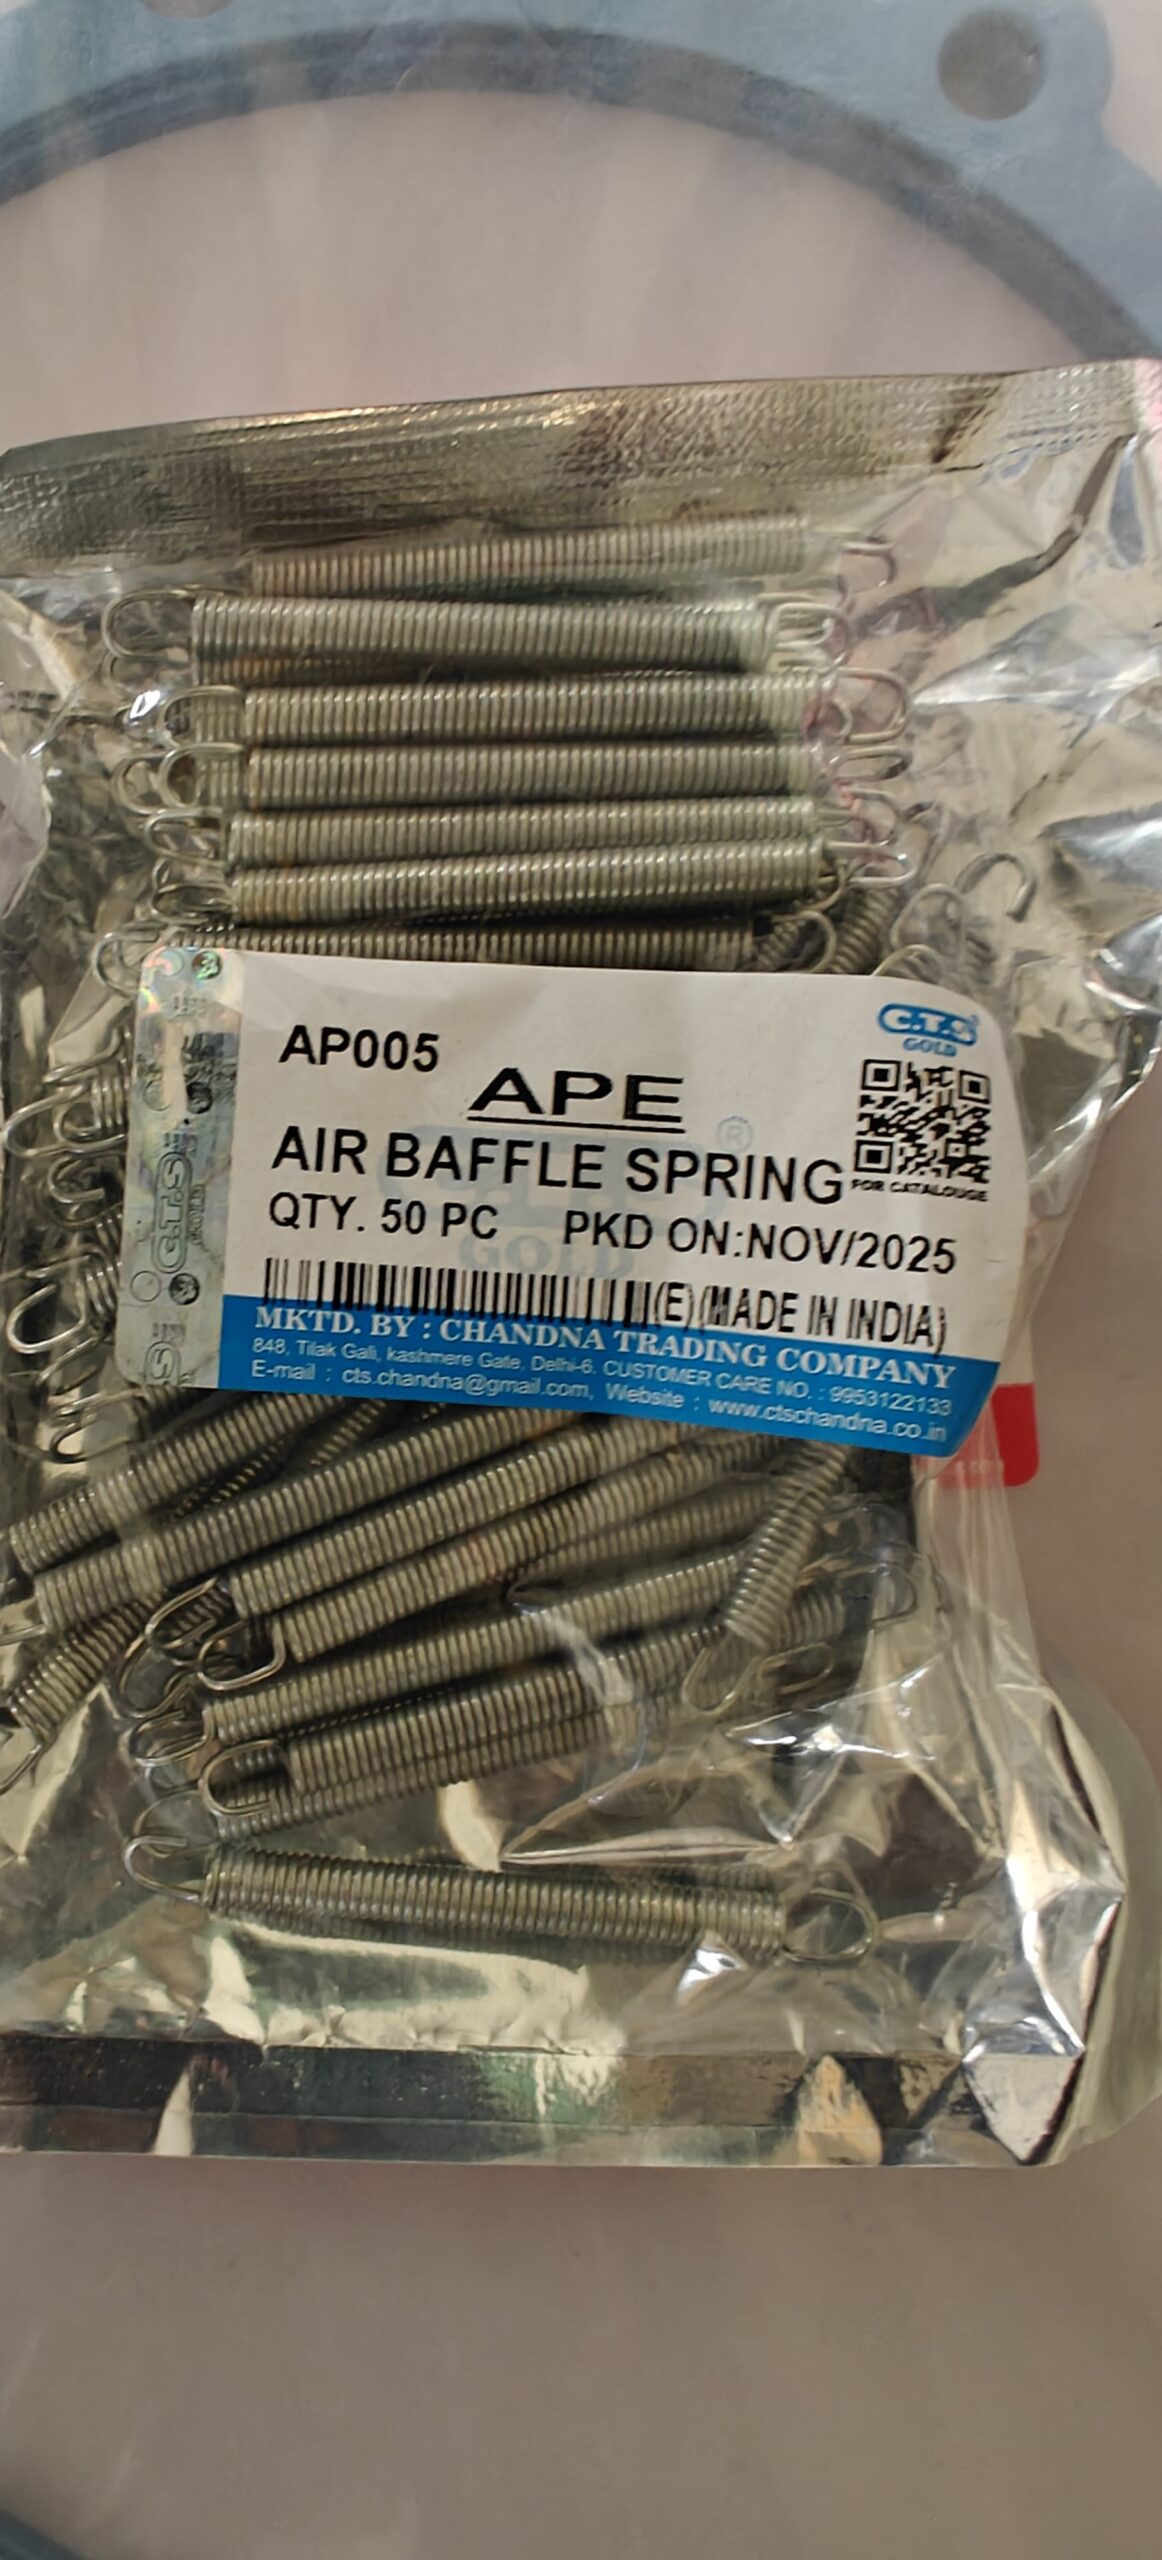 AP005
C.T.S
GOLD
APE
AIR BAFFLE SPRING
FOR CATALOUGE
QTY. 50 PC PKD ON:NOV/2025
(E)(MADE IN INDIA)
MKTD. BY : CHANDNA TRADING COMPANY
848, Tilak Gali, kashmere Gate, Delhi-6. CUSTOMER CARE NO. : 9953122133
E-mail : cts.chandna@gmail.com, Website : www.ctschandna.co.in
C.T.S
GOLD